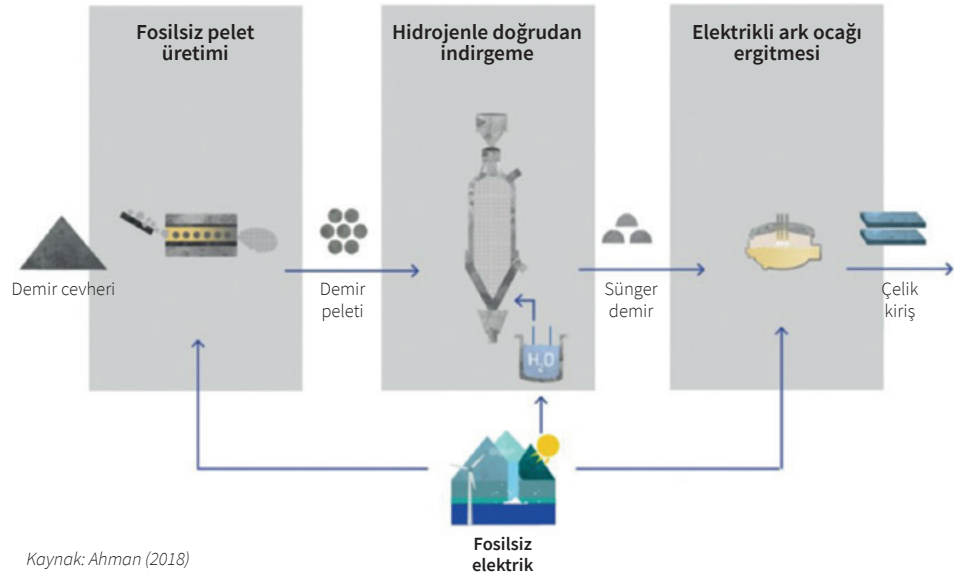 Fosilsiz pelet
üretimi
Hidrojenle doğrudan
indirgeme
Elektrikli ark ocağı
ergitmesi
Demir cevheri
Demir
peleti
Sünger
demir
Çelik
kiriş
H₂O
Fosilsiz
elektrik
Kaynak: Ahman (2018)